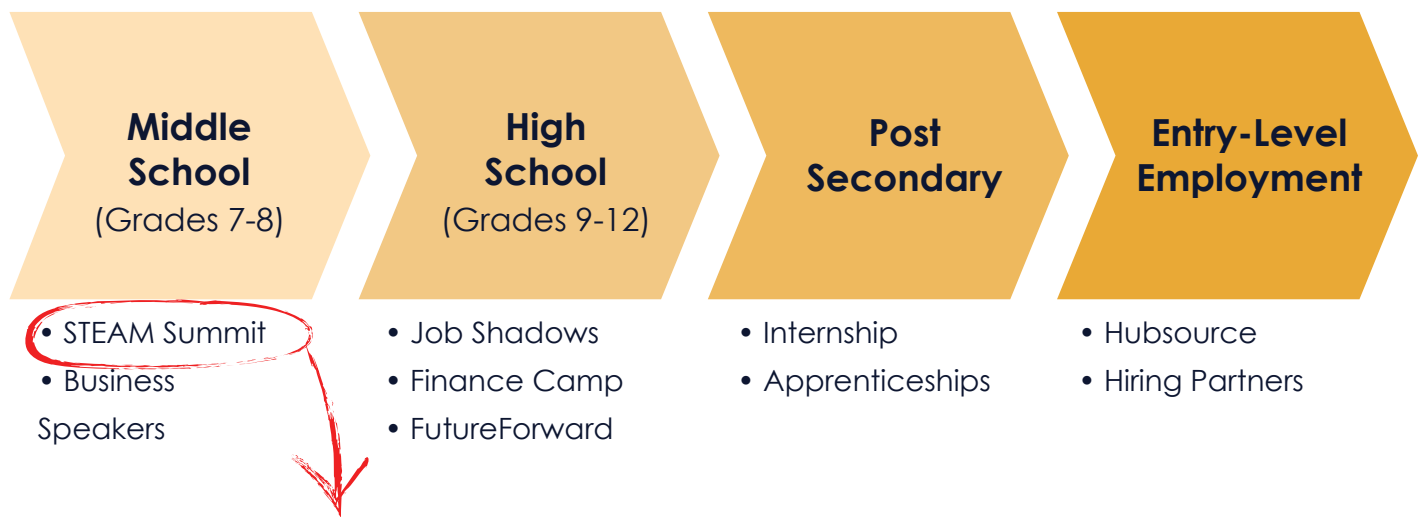 Middle
School
(Grades 7-8)
• STEAM Summit
• Business
Speakers
High
School
(Grades 9-12)
• Job Shadows
• Finance Camp
• FutureForward
Post
Secondary
• Internship
• Apprenticeships
Entry-Level
Employment
• Hubsource
• Hiring Partners